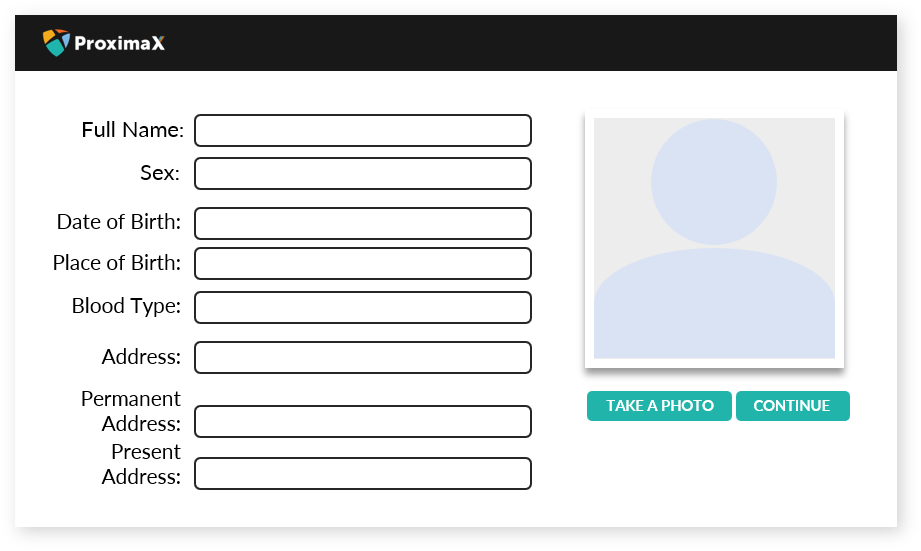 ProximaX
Full Name:
Sex:
Date of Birth:
Place of Birth:
Blood Type:
Address:
Permanent
Address:
Present
Address:
TAKE A PHOTO
CONTINUE